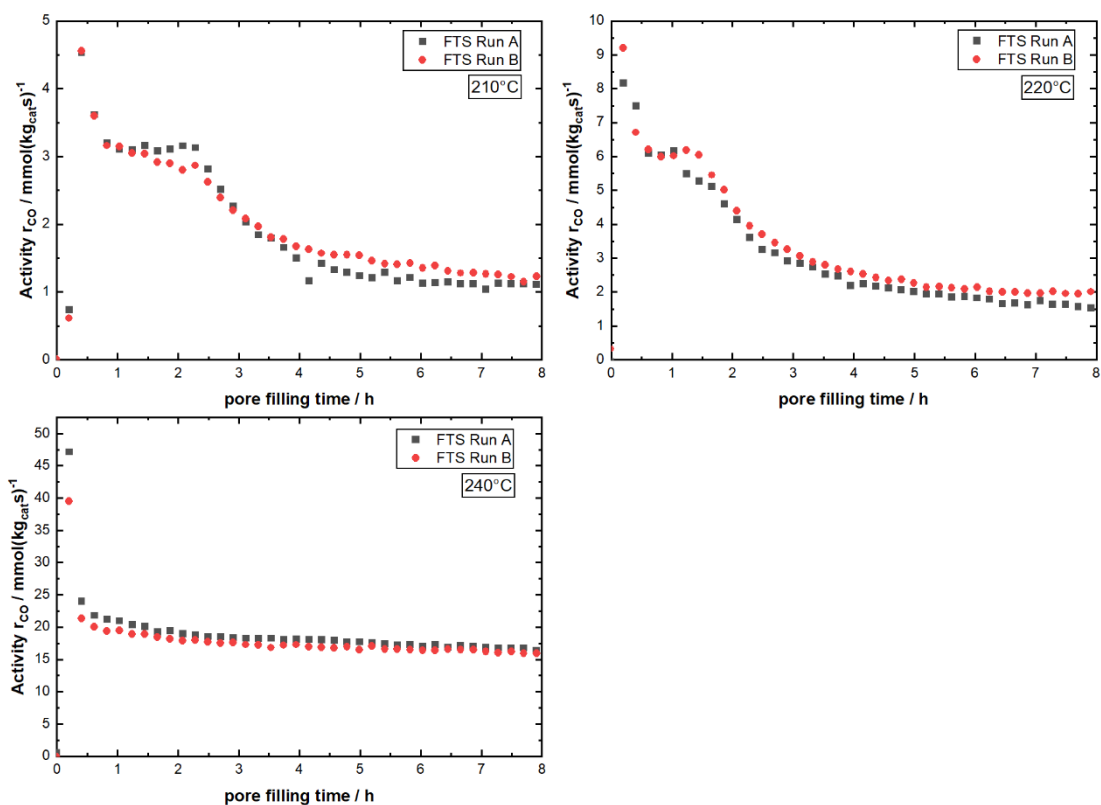 5
4
3
2
1
0
Activity r_CO / mmol(kg_cat s)^-1
FTS Run A
FTS Run B
210°C
0 1 2 3 4 5 6 7 8
pore filling time / h
10
9
8
7
6
5
4
3
2
1
0
Activity r_CO / mmol(kg_cat s)^-1
FTS Run A
FTS Run B
220°C
0 1 2 3 4 5 6 7 8
pore filling time / h
50
45
40
35
30
25
20
15
10
5
0
Activity r_CO / mmol(kg_cat s)^-1
FTS Run A
FTS Run B
240°C
0 1 2 3 4 5 6 7 8
pore filling time / h